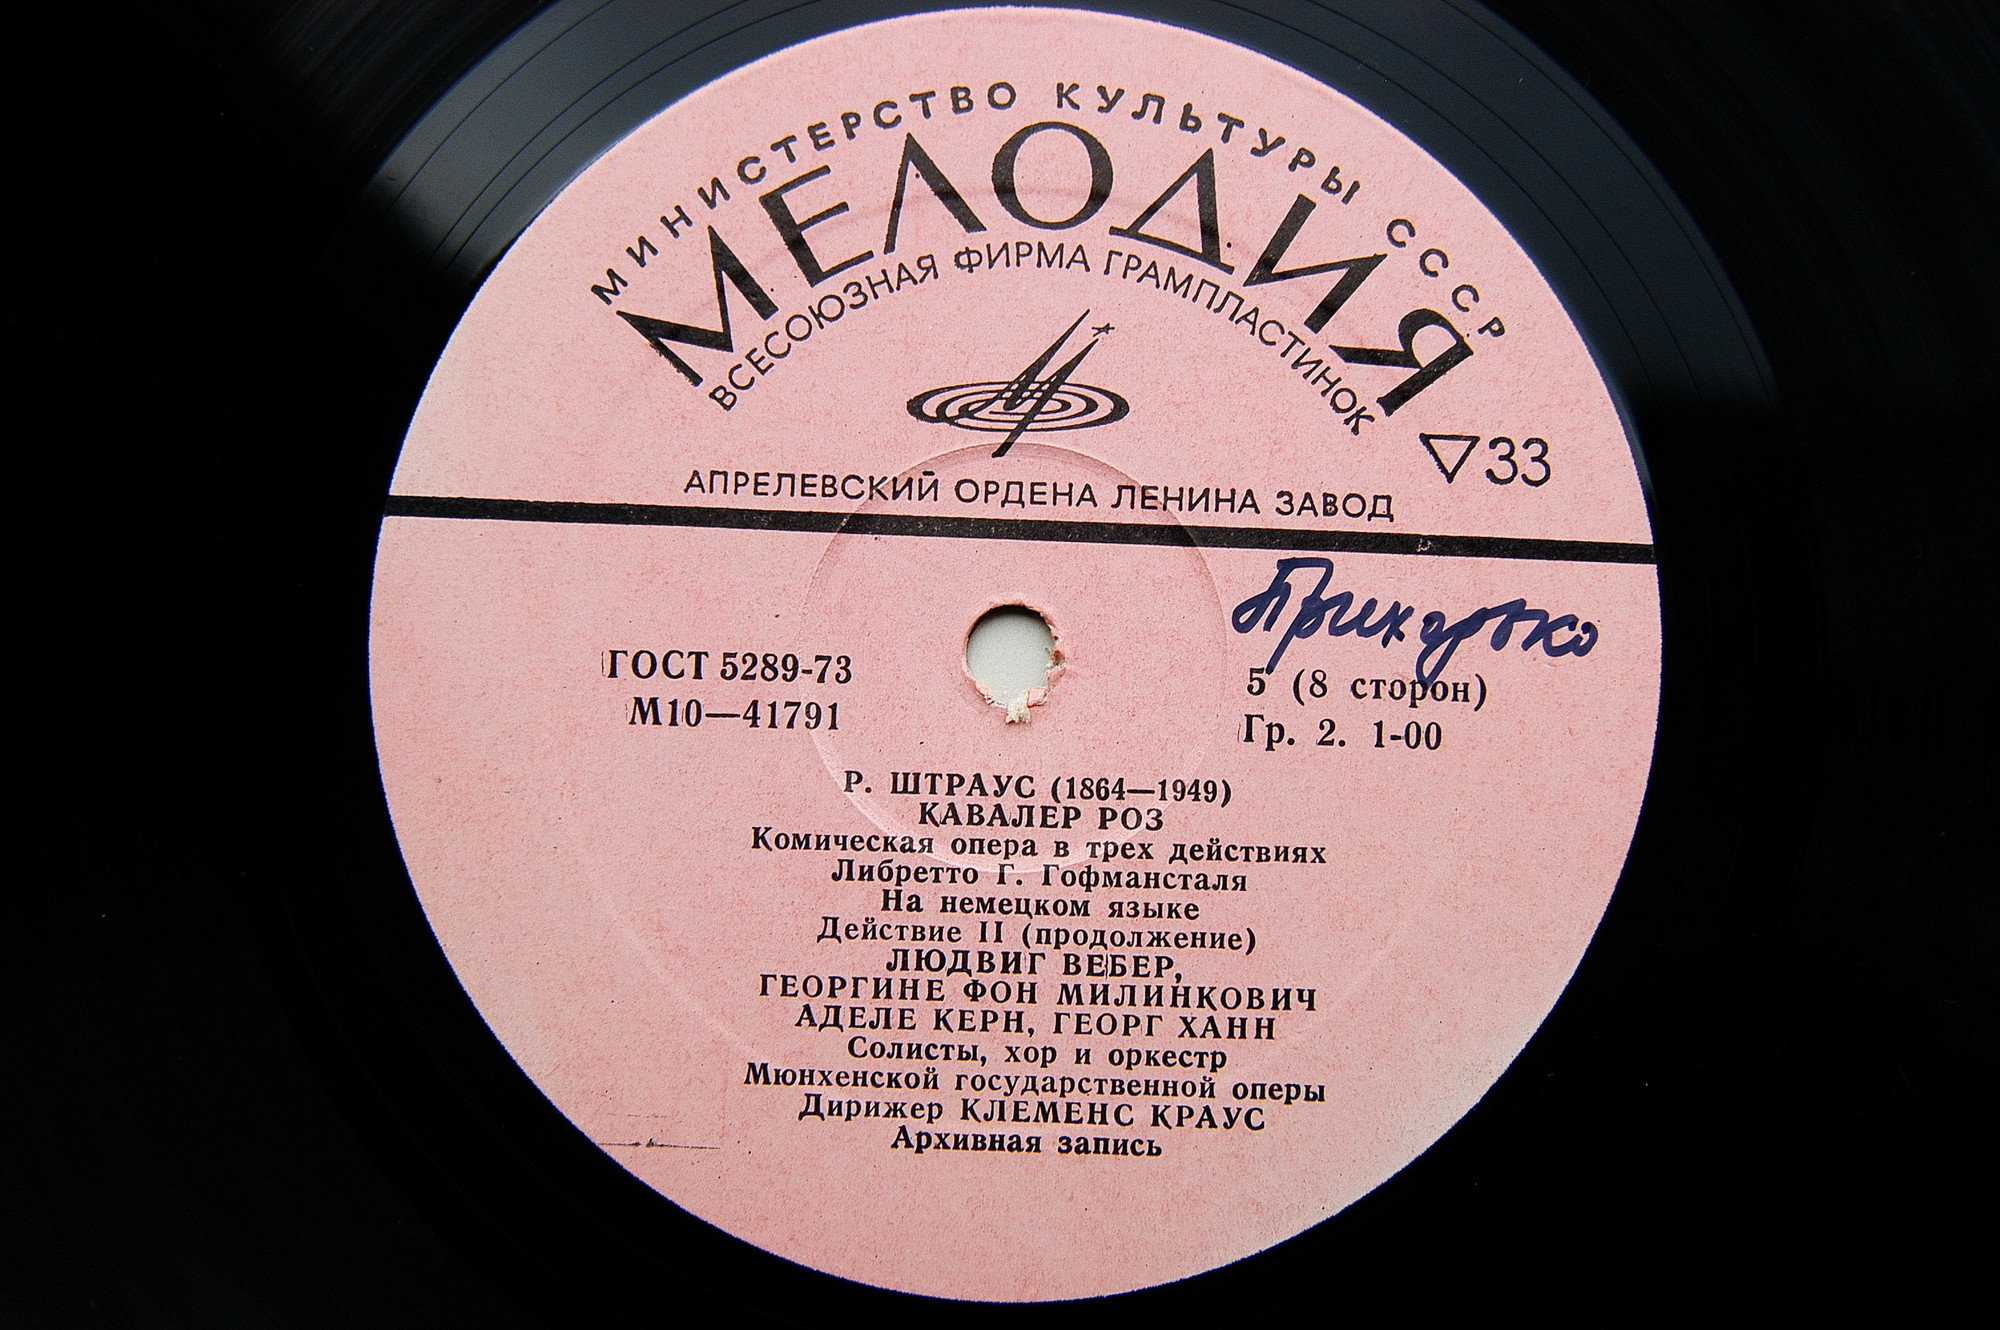 МИНИСТЕРСТВО КУЛЬТУРЫ СССР
МЕЛОДИЯ
ВСЕСОЮЗНАЯ ФИРМА ГРАМПЛАСТИНОК
33
АПРЕЛЕВСКИЙ ОРДЕНА ЛЕНИНА ЗАВОД
ГОСТ 5289-73
М10—41791
5 (8 сторон)
Гр. 2. 1-00
Р. ШТРАУС (1864—1949)
КАВАЛЕР РОЗ
Комическая опера в трех действиях
Либретто Г. Гофмансталя
На немецком языке
Действие II (продолжение)
ЛЮДВИГ ВЕБЕР,
ГЕОРГИНЕ ФОН МИЛИНКОВИЧ
АДЕЛЕ КЕРН, ГЕОРГ ХАНН
Солисты, хор и оркестр
Мюнхенской государственной оперы
Дирижер КЛЕМЕНС КРАУС
Архивная запись